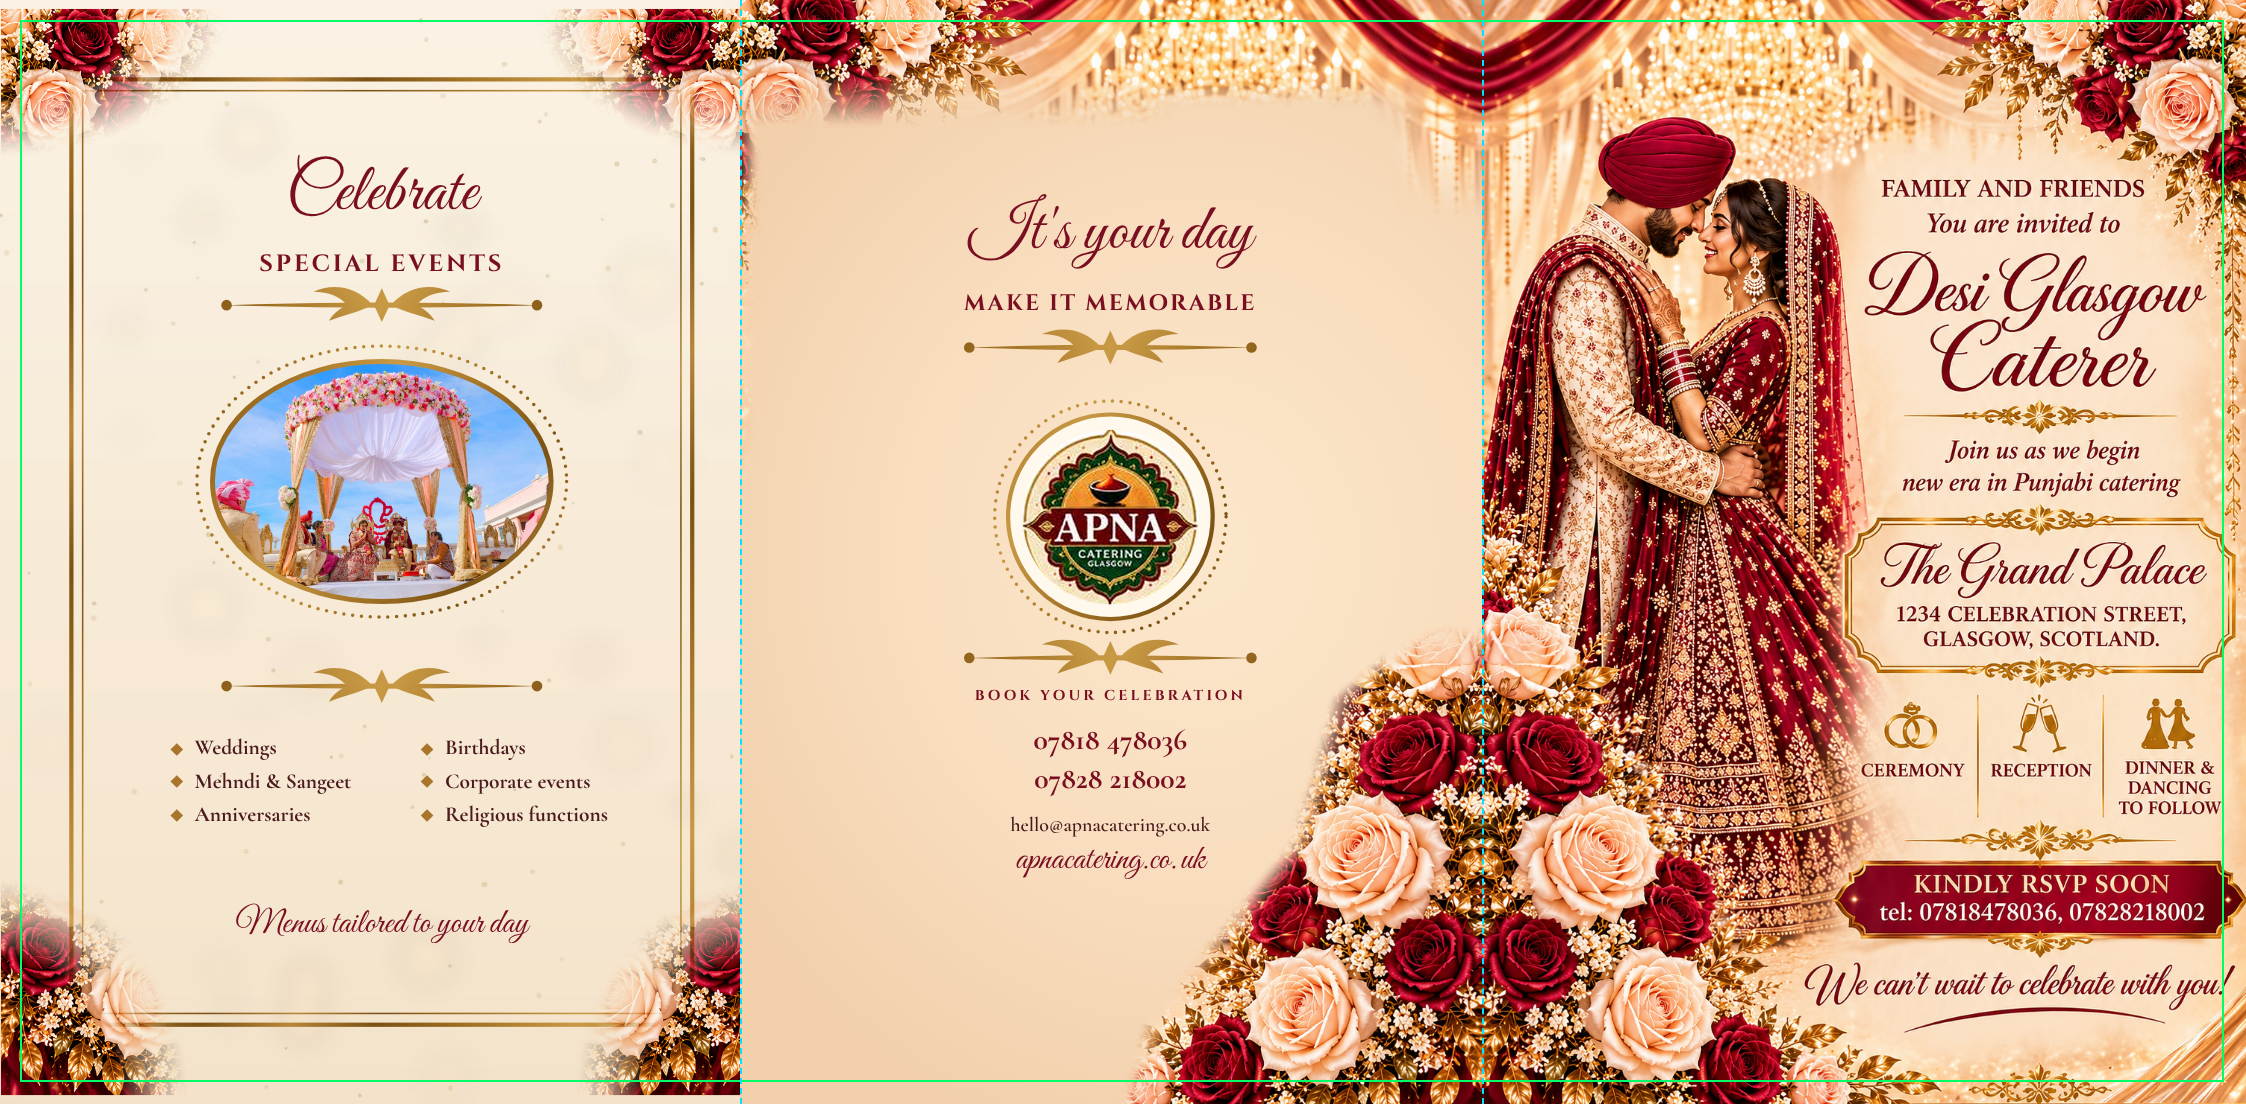 Celebrate
SPECIAL EVENTS
Weddings
Mehndi & Sangeet
Anniversaries
Birthdays
Corporate events
Religious functions
Menus tailored to your day
It's your day
MAKE IT MEMORABLE
APNA
CATERING
GLASGOW
BOOK YOUR CELEBRATION
07818 478036
07828 218002
hello@apnacatering.co.uk
apnacatering.co.uk
FAMILY AND FRIENDS
You are invited to
Desi Glasgow
Caterer
Join us as we begin
new era in Punjabi catering
The Grand Palace
1234 CELEBRATION STREET,
GLASGOW, SCOTLAND.
CEREMONY
RECEPTION
DINNER &
DANCING
TO FOLLOW
KINDLY RSVP SOON
tel: 07818478036, 07828218002
We can't wait to celebrate with you!